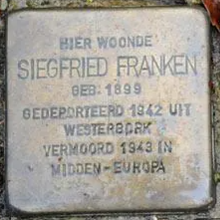 HIER WOONDE
SIEGFRIED FRANKEN
GEB. 1899
GEDEPORTEERD 1942 UIT
WESTERBORK
VERMOORD 1943 IN
MIDDEN-EUROPA